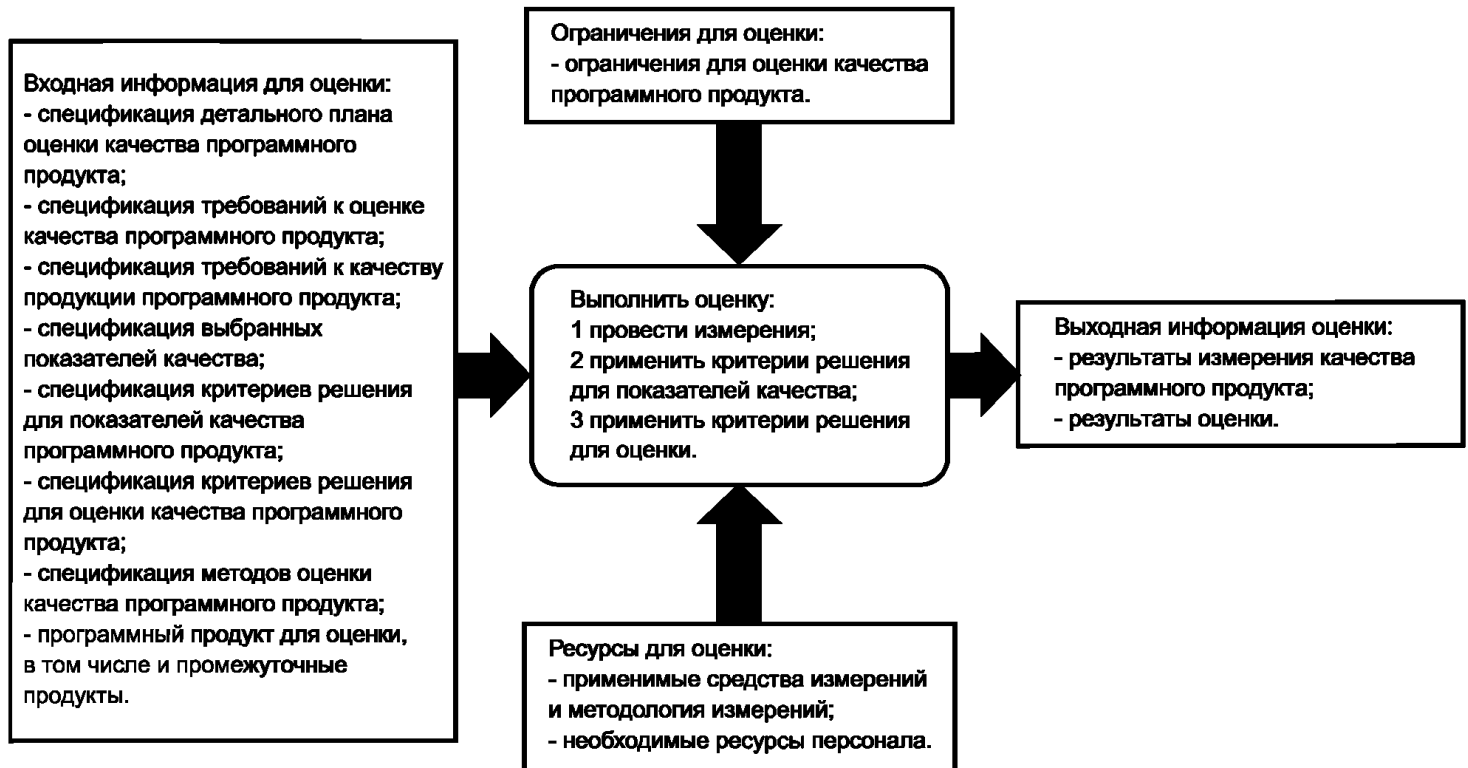 Входная информация для оценки:
- спецификация детального плана
оценки качества программного
продукта;
- спецификация требований к оценке
качества программного продукта;
- спецификация требований к качеству
продукции программного продукта;
- спецификация выбранных
показателей качества;
- спецификация критериев решения
для показателей качества
программного продукта;
- спецификация критериев решения
для оценки качества программного
продукта;
- спецификация методов оценки
качества программного продукта;
- программный продукт для оценки,
в том числе и промежуточные
продукты.
Ограничения для оценки:
- ограничения для оценки качества
программного продукта.
Выполнить оценку:
1 провести измерения;
2 применить критерии решения
для показателей качества;
3 применить критерии решения
для оценки.
Ресурсы для оценки:
- применимые средства измерений
и методология измерений;
- необходимые ресурсы персонала.
Выходная информация оценки:
- результаты измерения качества
программного продукта;
- результаты оценки.